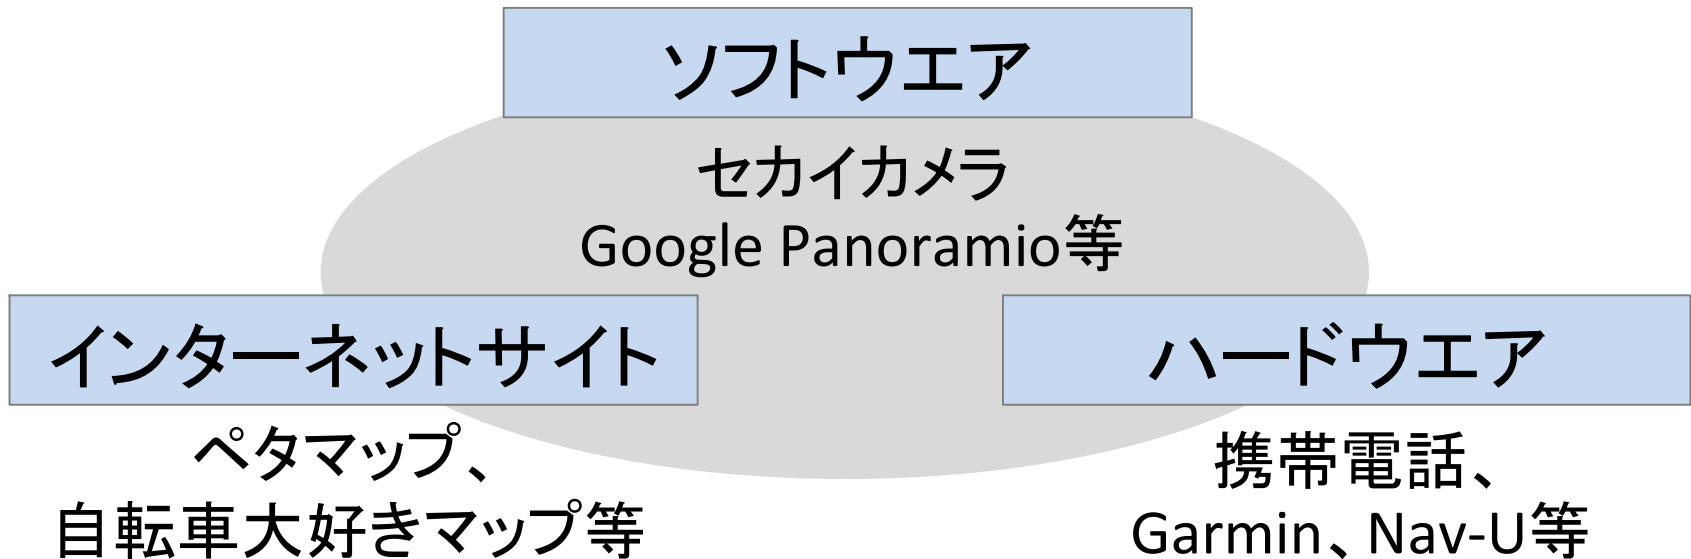 ソフトウエア
セカイカメラ
Google Panoramio等
インターネットサイト
ハードウエア
ペタマップ、
自転車大好きマップ等
携帯電話、
Garmin、Nav-U等